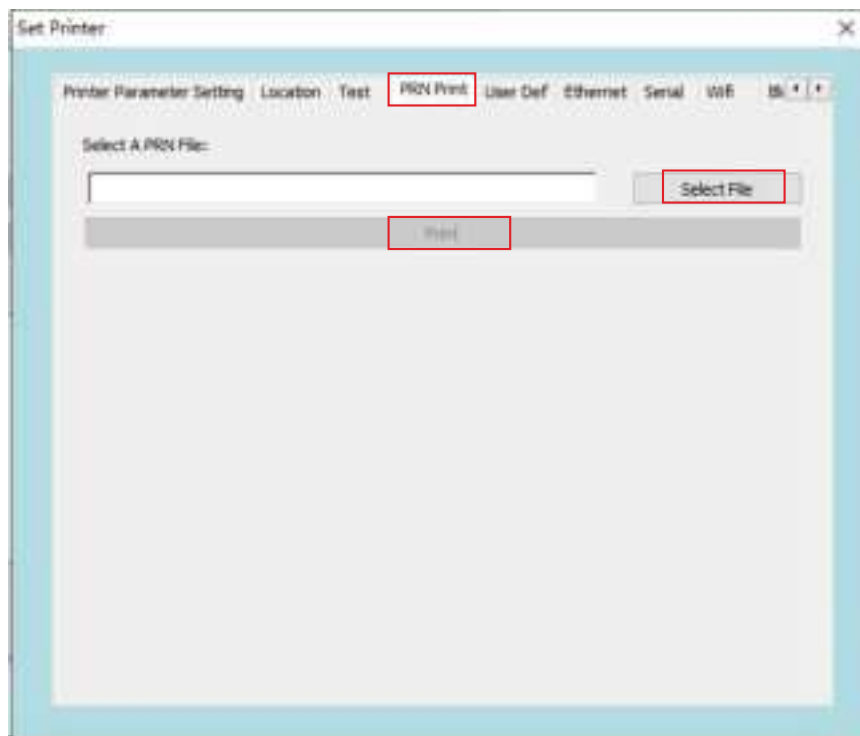 Set Printer
Printer Parameter Setting Location Test PRN Print User Def Ethernet Serial Wifi
Select A PRN File:
Select File
Print